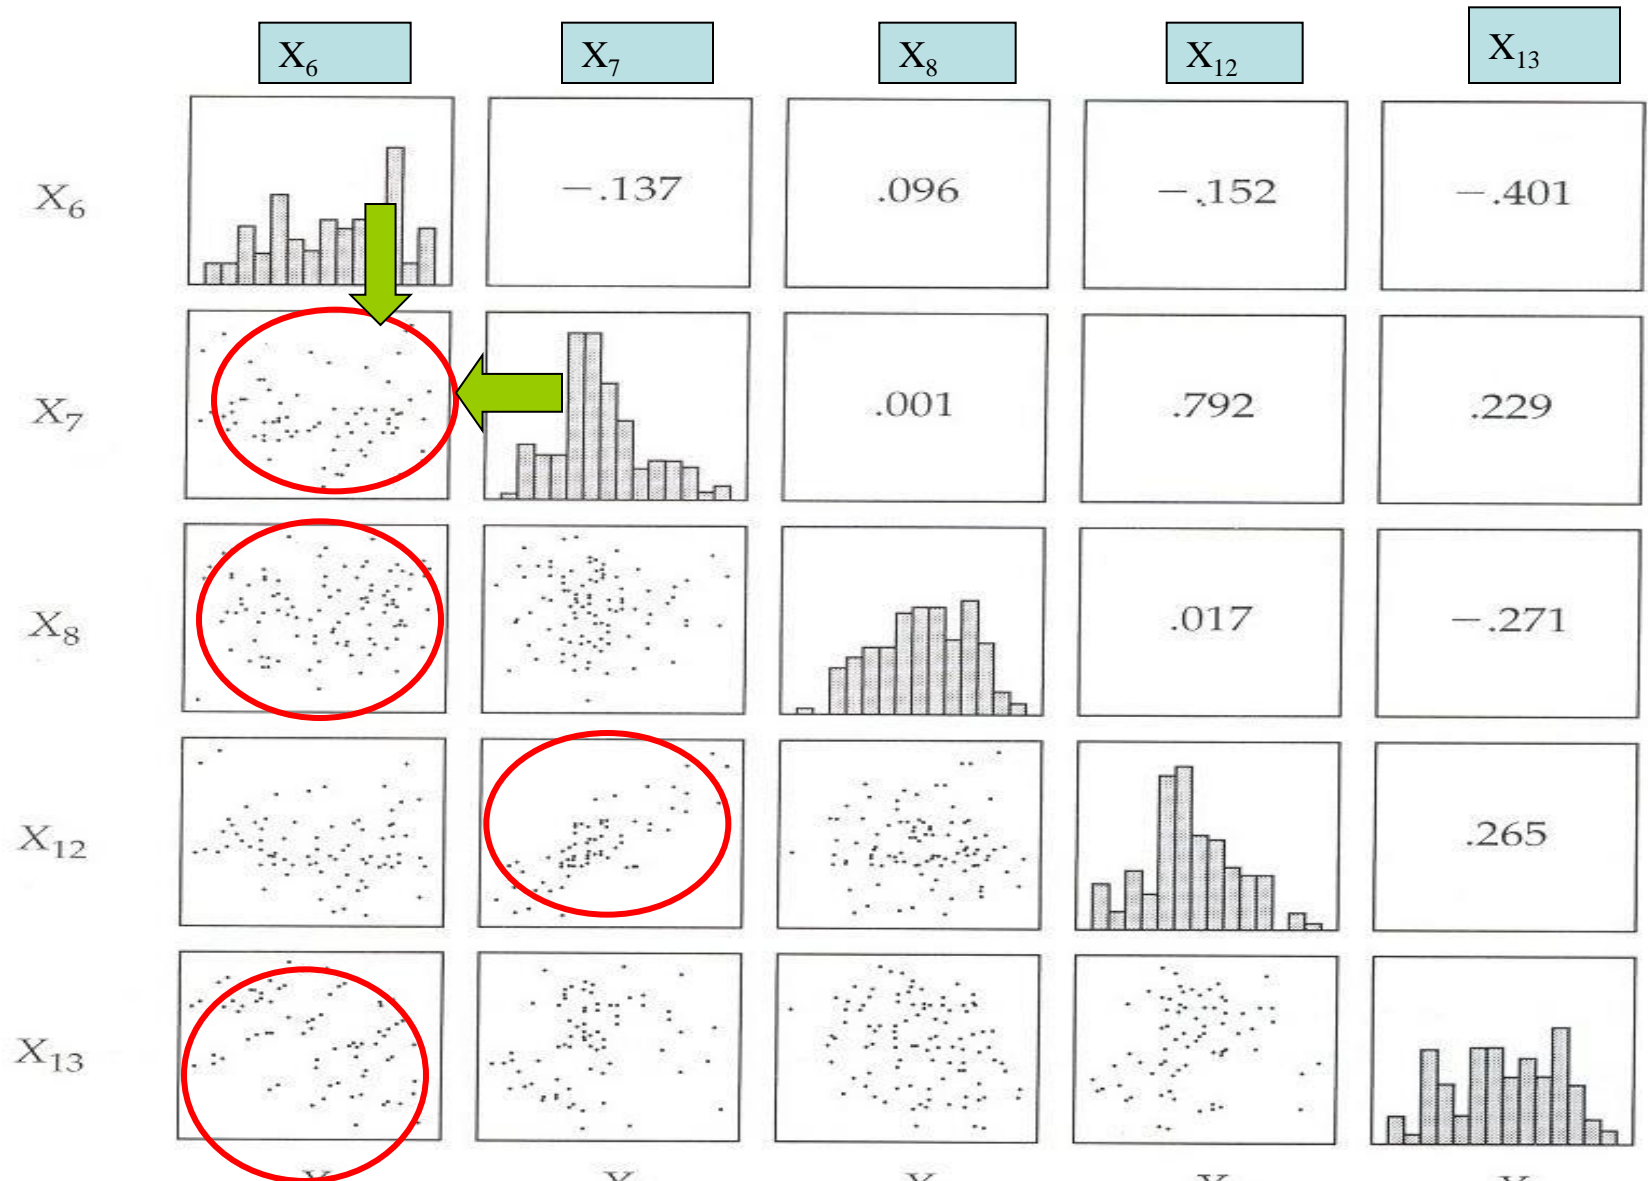 X₆ X₇ X₈ X₁₂ X₁₃
X₆ −.137 .096 −.152 −.401
X₇ .001 .792 .229
X₈ .017 −.271
X₁₂ .265
X₁₃